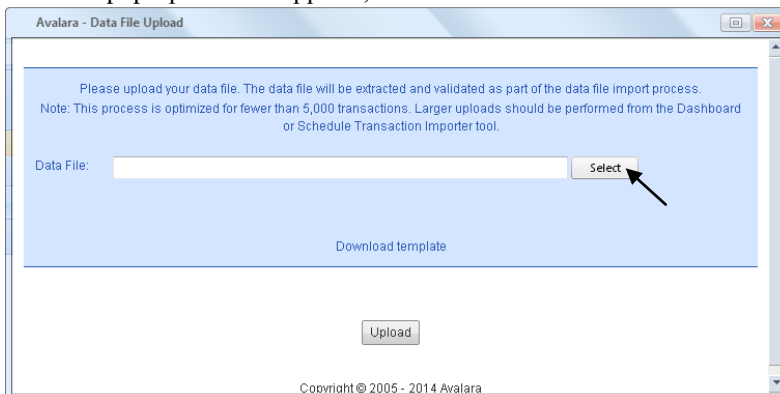 Avalara - Data File Upload
Please upload your data file. The data file will be extracted and validated as part of the data file import process.
Note: This process is optimized for fewer than 5,000 transactions. Larger uploads should be performed from the Dashboard
or Schedule Transaction Importer tool.
Data File:
Select
Download template
Upload
Copyright © 2005 - 2014 Avalara